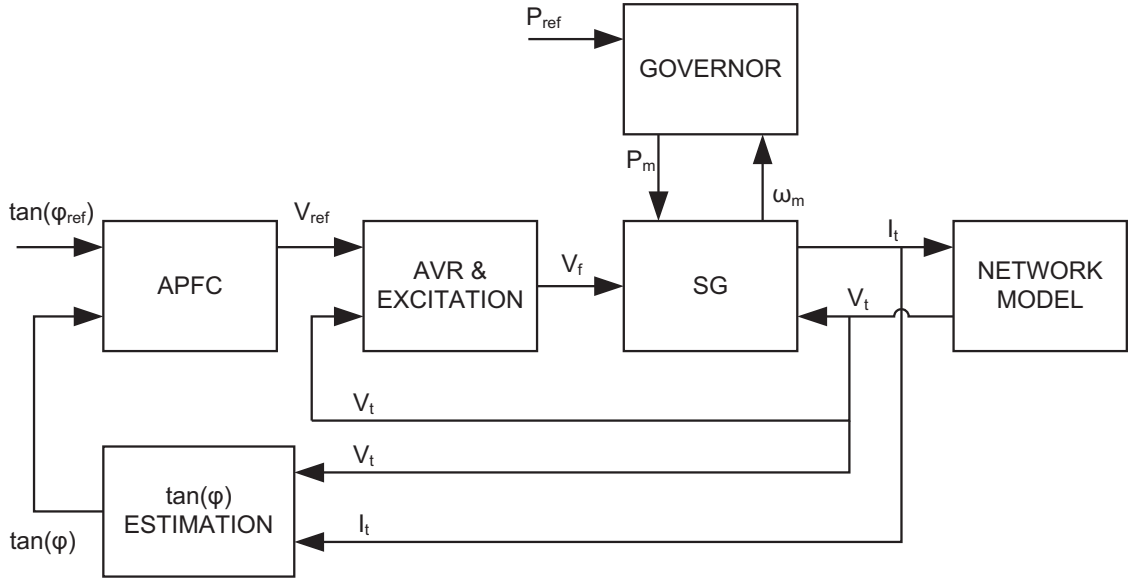 P_ref
GOVERNOR
P_m
ω_m
tan(φ_ref)
V_ref
I_t
APFC
AVR &
EXCITATION
V_f
SG
NETWORK
MODEL
V_t
V_t
V_t
tan(φ)
ESTIMATION
I_t
tan(φ)